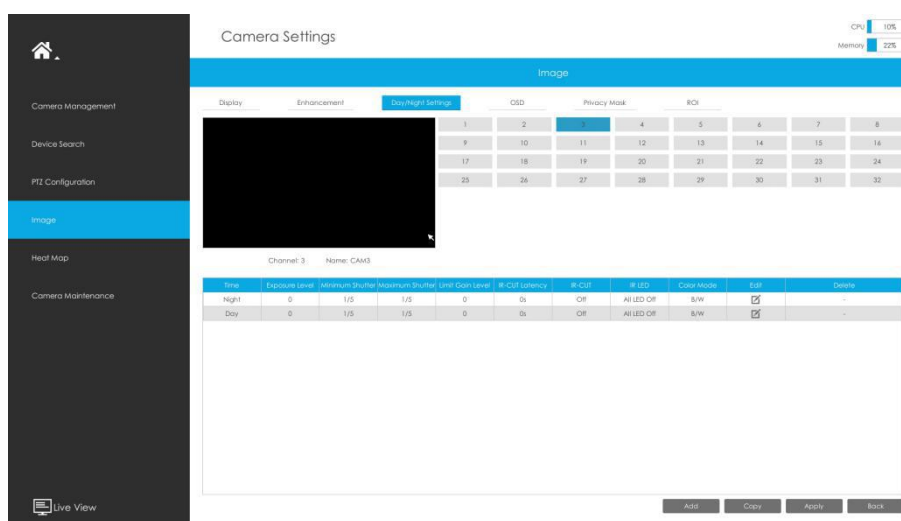 Camera Settings
CPU 10%
Memory 22%
Image
Camera Management
Device Search
PTZ Configuration
Image
Heat Map
Camera Maintenance
Live View
Display Enhancement Day/Night Settings OSD Privacy Mask ROI
1 2 3 4 5 6 7 8
9 10 11 12 13 14 15 16
17 18 19 20 21 22 23 24
25 26 27 28 29 30 31 32
Channel: 3 Name: CAM3
Time Exposure Level Minimum Shutter Maximum Shutter Limit Gain Level IR-CUT Latency IR-CUT IR LED Color Mode Edit Delete
Night 0 1/5 1/5 0 0s Off All LED Off B/W -
Day 0 1/5 1/5 0 0s Off All LED Off B/W -
Add Copy Apply Back